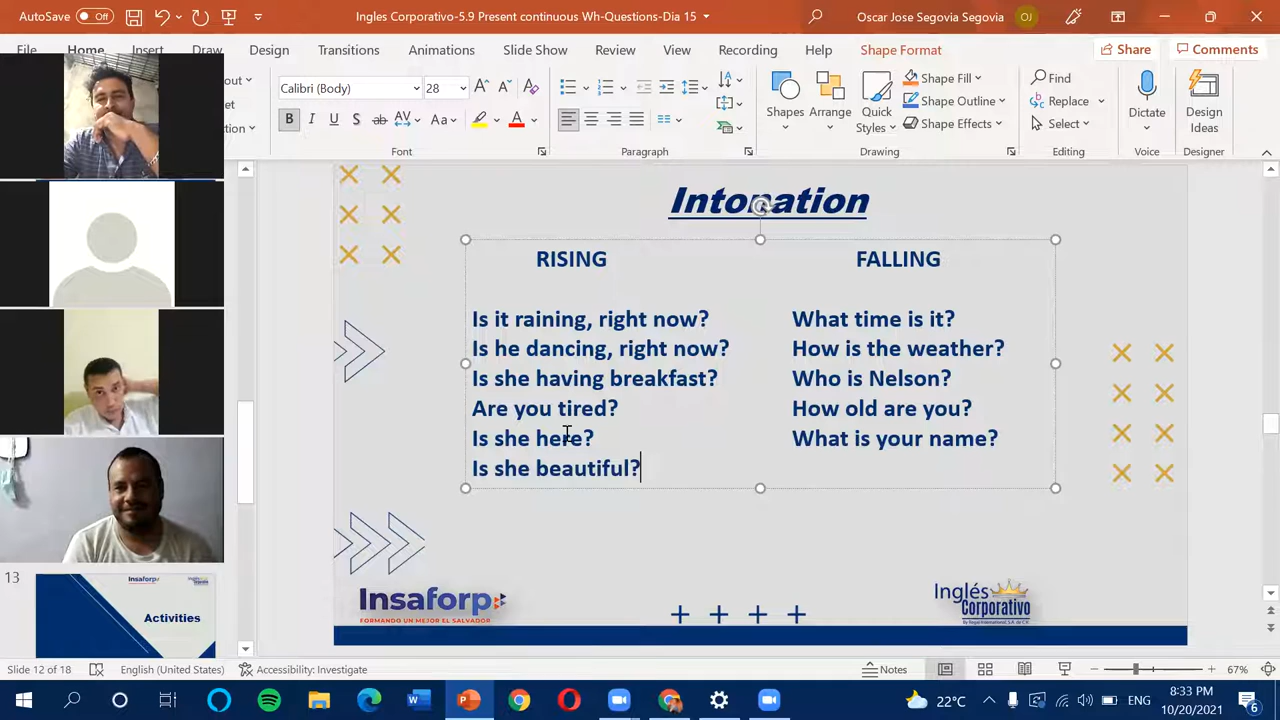 AutoSave
Off
Ingles Corporativo-5.9 Present continuous Wh-Questions-Dia 15
Oscar Jose Segovia Segovia
OJ
File
Home
Insert
Draw
Design
Transitions
Animations
Slide Show
Review
View
Recording
Help
Shape Format
Share
Comments
out
et
tion
Calibri (Body)
28
Font
Paragraph
Shapes
Arrange
Quick
Styles
Shape Fill
Shape Outline
Shape Effects
Drawing
Find
Replace
Select
Editing
Dictate
Voice
Design
Ideas
Designer
Intonation
RISING
FALLING
Is it raining, right now?
What time is it?
Is he dancing, right now?
How is the weather?
Is she having breakfast?
Who is Nelson?
Are you tired?
How old are you?
Is she here?
What is your name?
Is she beautiful?
Insaforp
FORMANDO UN MEJOR EL SALVADOR
Inglés
Corporativo
13
Insaforp
Activities
Slide 12 of 18
English (United States)
Accessibility: Investigate
Notes
67%
22°C
ENG
8:33 PM
10/20/2021
6